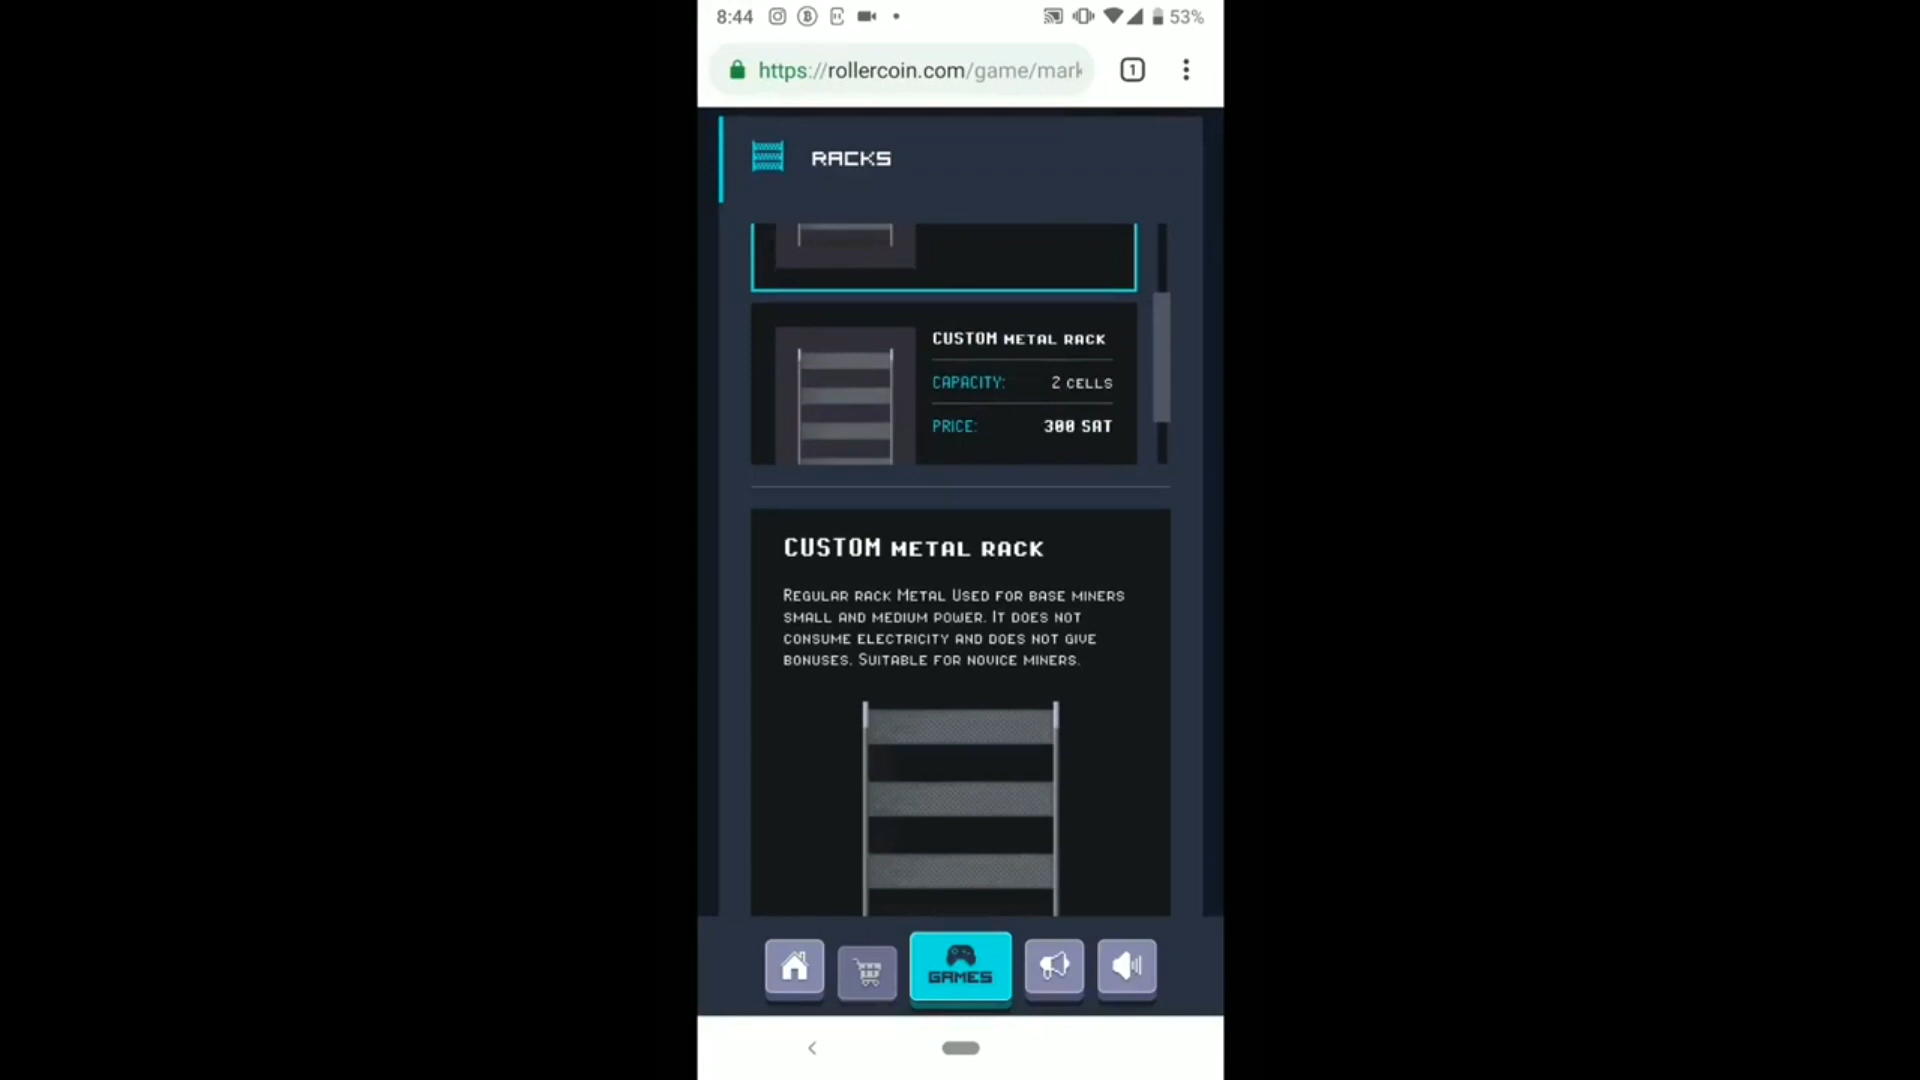 8:44
53%
https://rollercoin.com/game/mark
1
RACKS
CUSTOM METAL RACK
CAPACITY: 2 CELLS
PRICE: 300 SAT
CUSTOM METAL RACK
REGULAR RACK METAL USED FOR BASE MINERS
SMALL AND MEDIUM POWER. IT DOES NOT
CONSUME ELECTRICITY AND DOES NOT GIVE
BONUSES. SUITABLE FOR NOVICE MINERS.
GAMES